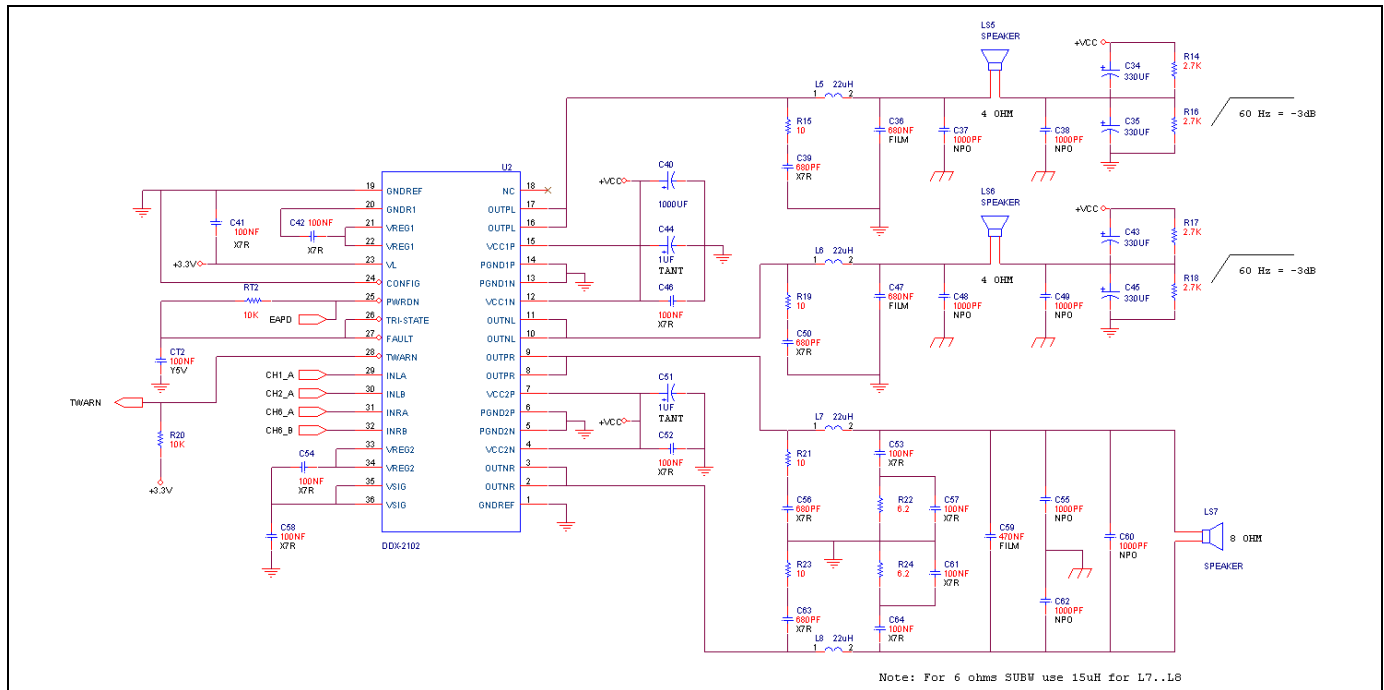 LS5
SPEAKER
+VCC
C34
330UF
R14
2.7K
L5 22uH
1 2
R15
10
C36
680NF
FILM
C37
1000PF
NPO
4 OHM
C38
1000PF
NPO
C35
330UF
R16
2.7K
60 Hz = -3dB
C39
680PF
X7R
U2
C40
+VCC
1000UF
C44
1UF
TANT
C46
100NF
X7R
LS6
SPEAKER
+VCC
C43
330UF
R17
2.7K
L6 22uH
1 2
R19
10
C47
680NF
FILM
C48
1000PF
NPO
4 OHM
C49
1000PF
NPO
C45
330UF
R18
2.7K
60 Hz = -3dB
C50
680PF
X7R
C41
100NF
X7R
C42 100NF
X7R
+3.3V
RT2
10K
EAPD
CT2
100NF
Y5V
TWARN
R20
10K
+3.3V
CH1_A
CH2_A
CH6_A
CH6_B
C54
100NF
X7R
C58
100NF
X7R
19 GNDREF
20 GNDR1
21 VREG1
22 VREG1
23 VL
24 CONFIG
25 PWRDN
26 TRI-STATE
27 FAULT
28 TWARN
29 INLA
30 INLB
31 INRA
32 INRB
33 VREG2
34 VREG2
35 VSIG
36 VSIG
NC 18
OUTPL 17
OUTPL 16
VCC1P 15
PGND1P 14
PGND1N 13
VCC1N 12
OUTNL 11
OUTNL 10
OUTPR 9
OUTPR 8
VCC2P 7
PGND2P 6
PGND2N 5
VCC2N 4
OUTNR 3
OUTNR 2
GNDREF 1
DDX-2102
C51
1UF
TANT
+VCC
C52
100NF
X7R
L7 22uH
1 2
R21
10
C53
100NF
X7R
C56
680PF
X7R
R22
6.2
C57
100NF
X7R
C59
470NF
FILM
C55
1000PF
NPO
C60
1000PF
NPO
LS7
8 OHM
SPEAKER
R23
10
R24
6.2
C61
100NF
X7R
C62
1000PF
NPO
C63
680PF
X7R
C64
100NF
X7R
L8 22uH
1 2
Note: For 6 ohms SUBW use 15uH for L7..L8